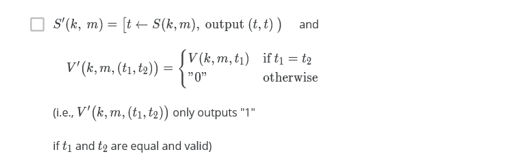 S′(k, m) = [t ← S(k, m), output (t, t) ) and
V′(k, m, (t₁, t₂)) = { V(k, m, t₁) if t₁ = t₂
"0" otherwise
(i.e., V′(k, m, (t₁, t₂)) only outputs "1"
if t₁ and t₂ are equal and valid)